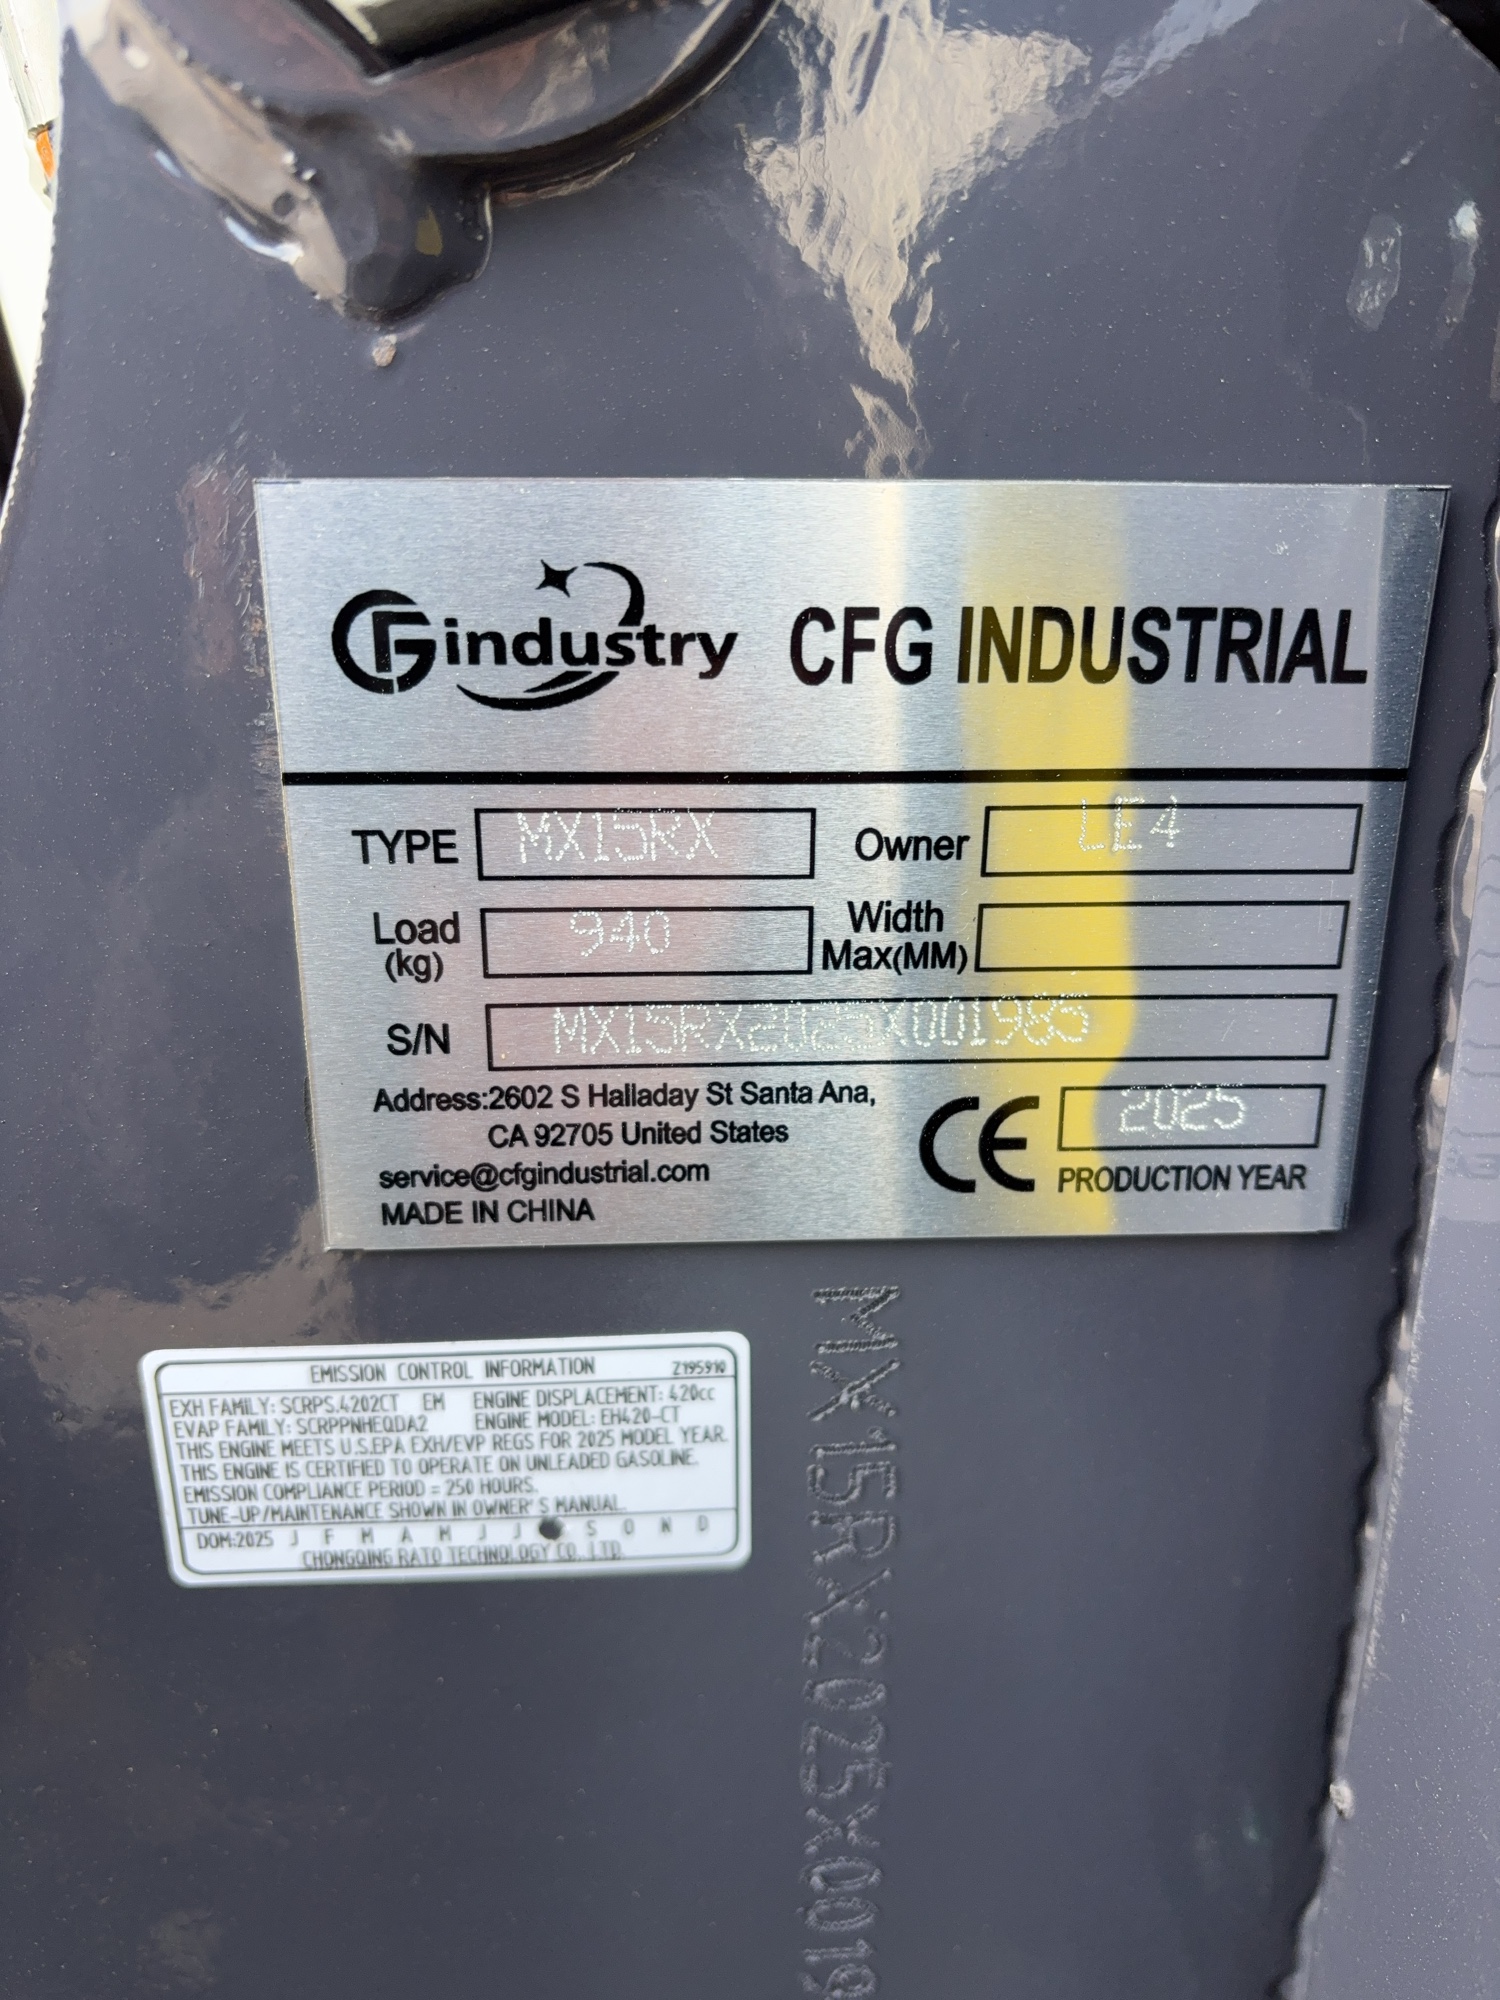 CFGindustry CFG INDUSTRIAL
TYPE MX15RX Owner LE4
Load (kg) 940 Width Max(MM)
S/N MX15RX2025X001985
Address:2602 S Halladay St Santa Ana,
CA 92705 United States
service@cfgindustrial.com
MADE IN CHINA
CE 2025
PRODUCTION YEAR
EMISSION CONTROL INFORMATION Z195910
EXH FAMILY: SCRPS.4202CT EM ENGINE DISPLACEMENT: 420cc
EVAP FAMILY: SCRPPNHEQDA2 ENGINE MODEL: EH420-CT
THIS ENGINE MEETS U.S.EPA EXH/EVP REGS FOR 2025 MODEL YEAR.
THIS ENGINE IS CERTIFIED TO OPERATE ON UNLEADED GASOLINE.
EMISSION COMPLIANCE PERIOD = 250 HOURS.
TUNE-UP/MAINTENANCE SHOWN IN OWNER'S MANUAL.
DOM:2025 J F M A M J J S O N D
CHONGQING RATO TECHNOLOGY CO., LTD.
MX15RX2025X0019